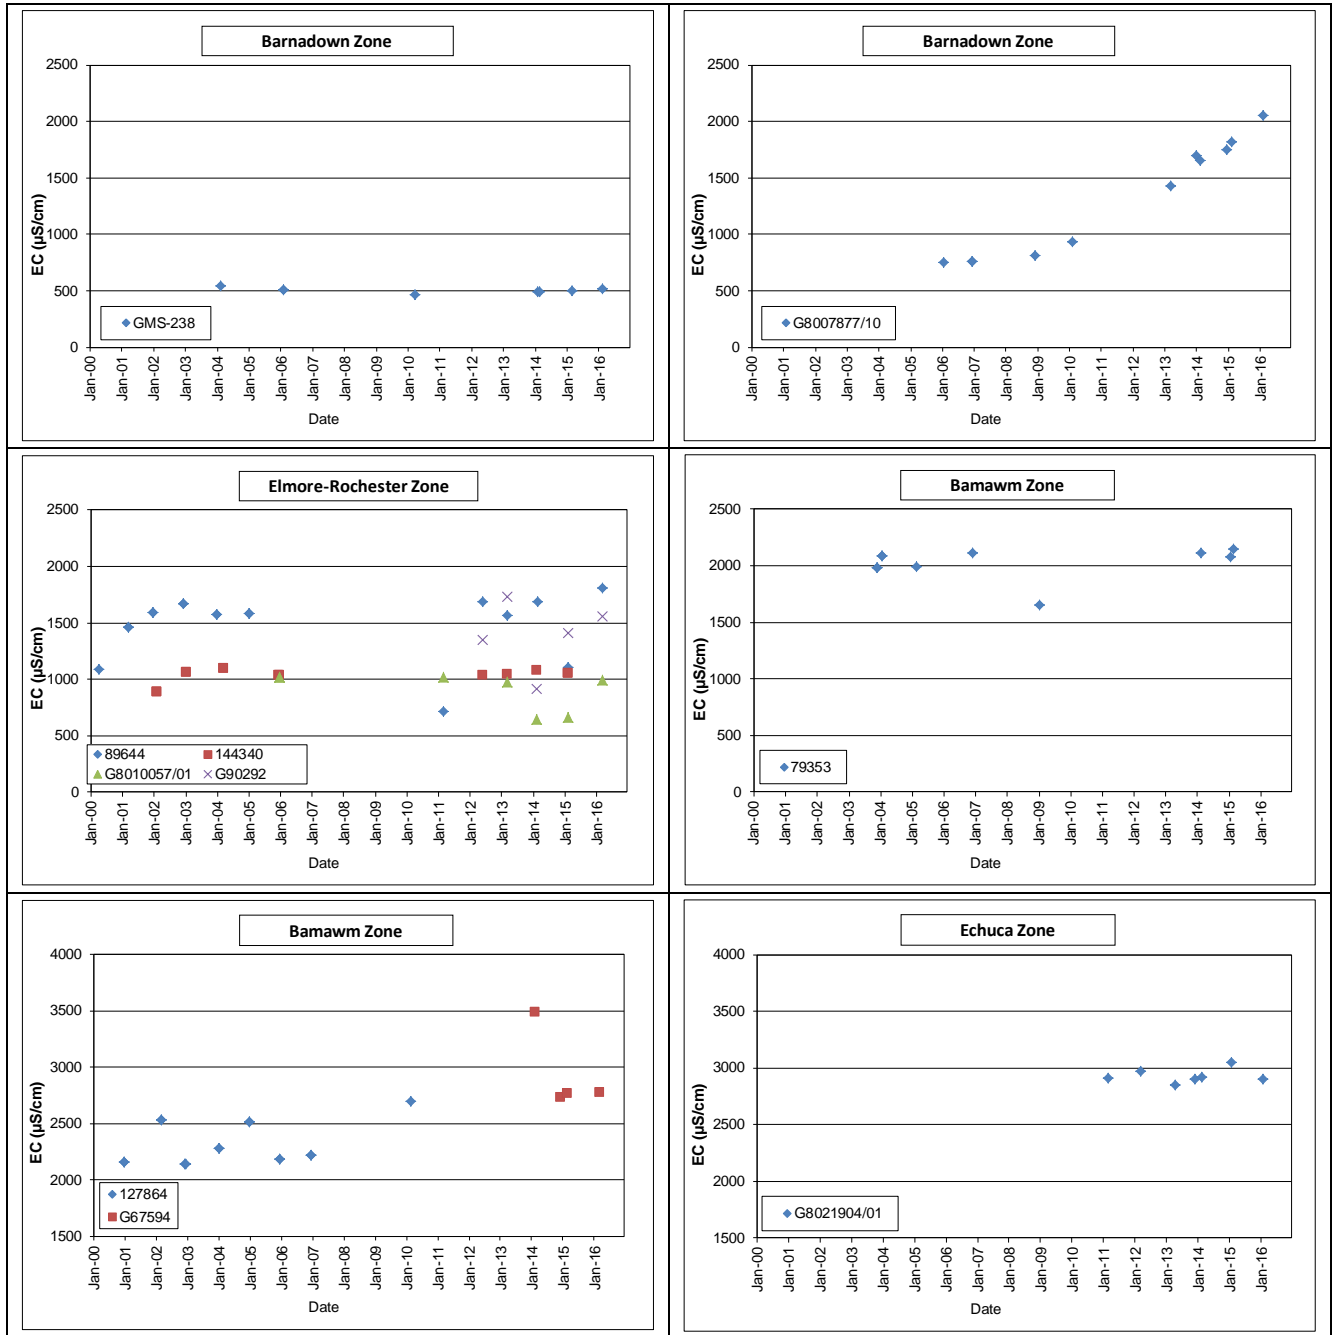 Barnadown Zone
2500
2000
1500
1000
500
0
EC (µS/cm)
Jan-00
Jan-01
Jan-02
Jan-03
Jan-04
Jan-05
Jan-06
Jan-07
Jan-08
Jan-09
Jan-10
Jan-11
Jan-12
Jan-13
Jan-14
Jan-15
Jan-16
Date
GMS-238
Barnadown Zone
2500
2000
1500
1000
500
0
EC (µS/cm)
Jan-00
Jan-01
Jan-02
Jan-03
Jan-04
Jan-05
Jan-06
Jan-07
Jan-08
Jan-09
Jan-10
Jan-11
Jan-12
Jan-13
Jan-14
Jan-15
Jan-16
Date
G8007877/10
Elmore-Rochester Zone
2500
2000
1500
1000
500
0
EC (µS/cm)
Jan-00
Jan-01
Jan-02
Jan-03
Jan-04
Jan-05
Jan-06
Jan-07
Jan-08
Jan-09
Jan-10
Jan-11
Jan-12
Jan-13
Jan-14
Jan-15
Jan-16
Date
89644 144340
G8010057/01 G90292
Bamawm Zone
2500
2000
1500
1000
500
0
EC (µS/cm)
Jan-00
Jan-01
Jan-02
Jan-03
Jan-04
Jan-05
Jan-06
Jan-07
Jan-08
Jan-09
Jan-10
Jan-11
Jan-12
Jan-13
Jan-14
Jan-15
Jan-16
Date
79353
Bamawm Zone
4000
3500
3000
2500
2000
1500
EC (µS/cm)
Jan-00
Jan-01
Jan-02
Jan-03
Jan-04
Jan-05
Jan-06
Jan-07
Jan-08
Jan-09
Jan-10
Jan-11
Jan-12
Jan-13
Jan-14
Jan-15
Jan-16
Date
127864
G67594
Echuca Zone
4000
3500
3000
2500
2000
1500
EC (µS/cm)
Jan-00
Jan-01
Jan-02
Jan-03
Jan-04
Jan-05
Jan-06
Jan-07
Jan-08
Jan-09
Jan-10
Jan-11
Jan-12
Jan-13
Jan-14
Jan-15
Jan-16
Date
G8021904/01